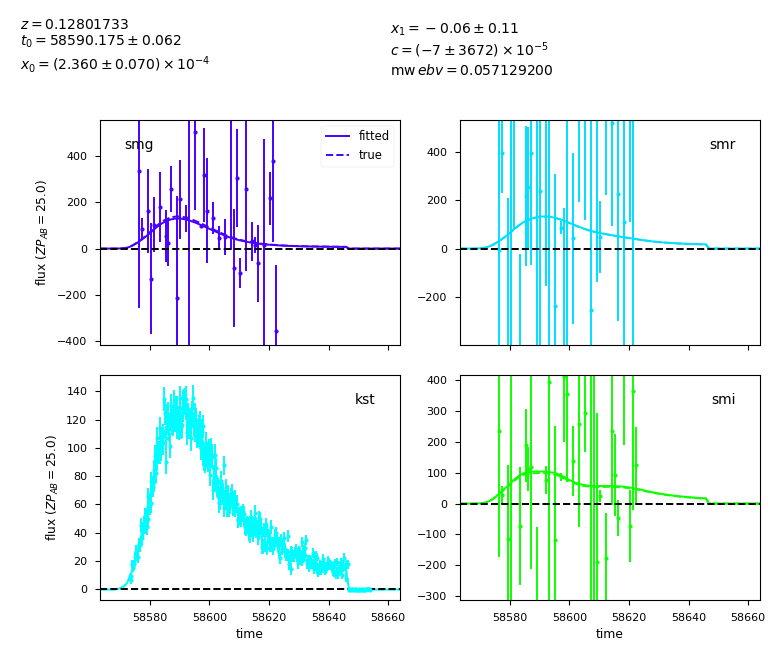 z = 0.12801733
t₀ = 58590.175 ± 0.062
x₀ = (2.360 ± 0.070) × 10⁻⁴
x₁ = −0.06 ± 0.11
c = (−7 ± 3672) × 10⁻⁵
mw ebv = 0.057129200
smg
fitted
true
400
200
0
−200
−400
flux (ZP_AB = 25.0)
smr
400
200
0
−200
kst
140
120
100
80
60
40
20
0
flux (ZP_AB = 25.0)
58580 58600 58620 58640 58660
time
smi
400
300
200
100
0
−100
−200
−300
58580 58600 58620 58640 58660
time